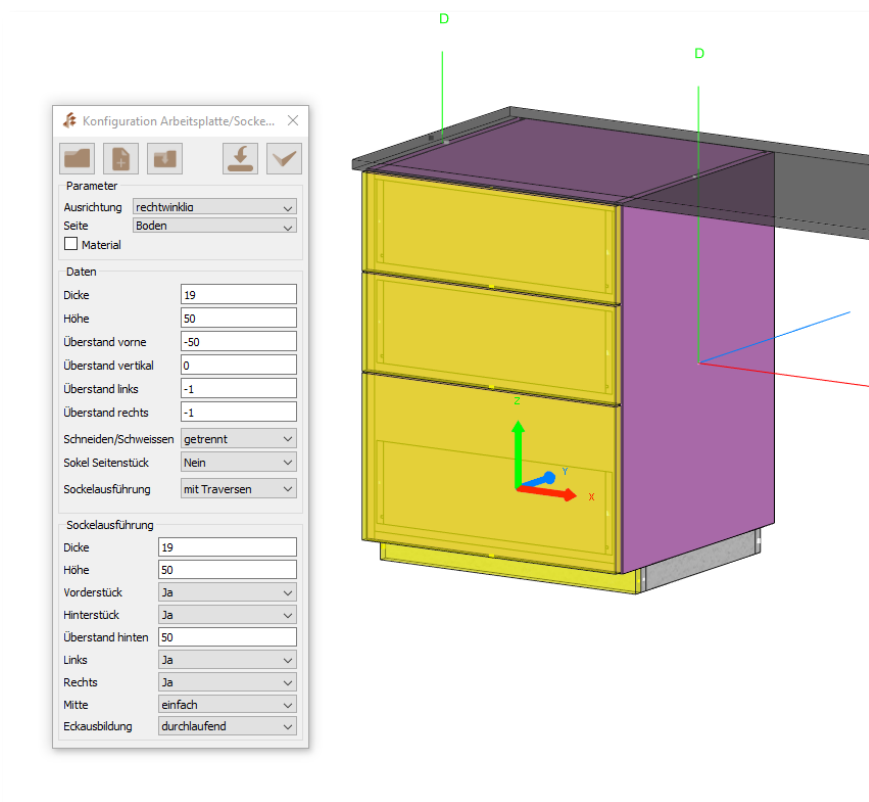 D
D
Konfiguration Arbeitsplatte/Socke...
Parameter
Ausrichtung rechtwinklig
Seite Boden
Material
Daten
Dicke 19
Höhe 50
Überstand vorne -50
Überstand vertikal 0
Überstand links -1
Überstand rechts -1
Schneiden/Schweissen getrennt
Sokel Seitenstück Nein
Sockelausführung mit Traversen
Sockelausführung
Dicke 19
Höhe 50
Vorderstück Ja
Hinterstück Ja
Überstand hinten 50
Links Ja
Rechts Ja
Mitte einfach
Eckausbildung durchlaufend
Z
Y
X